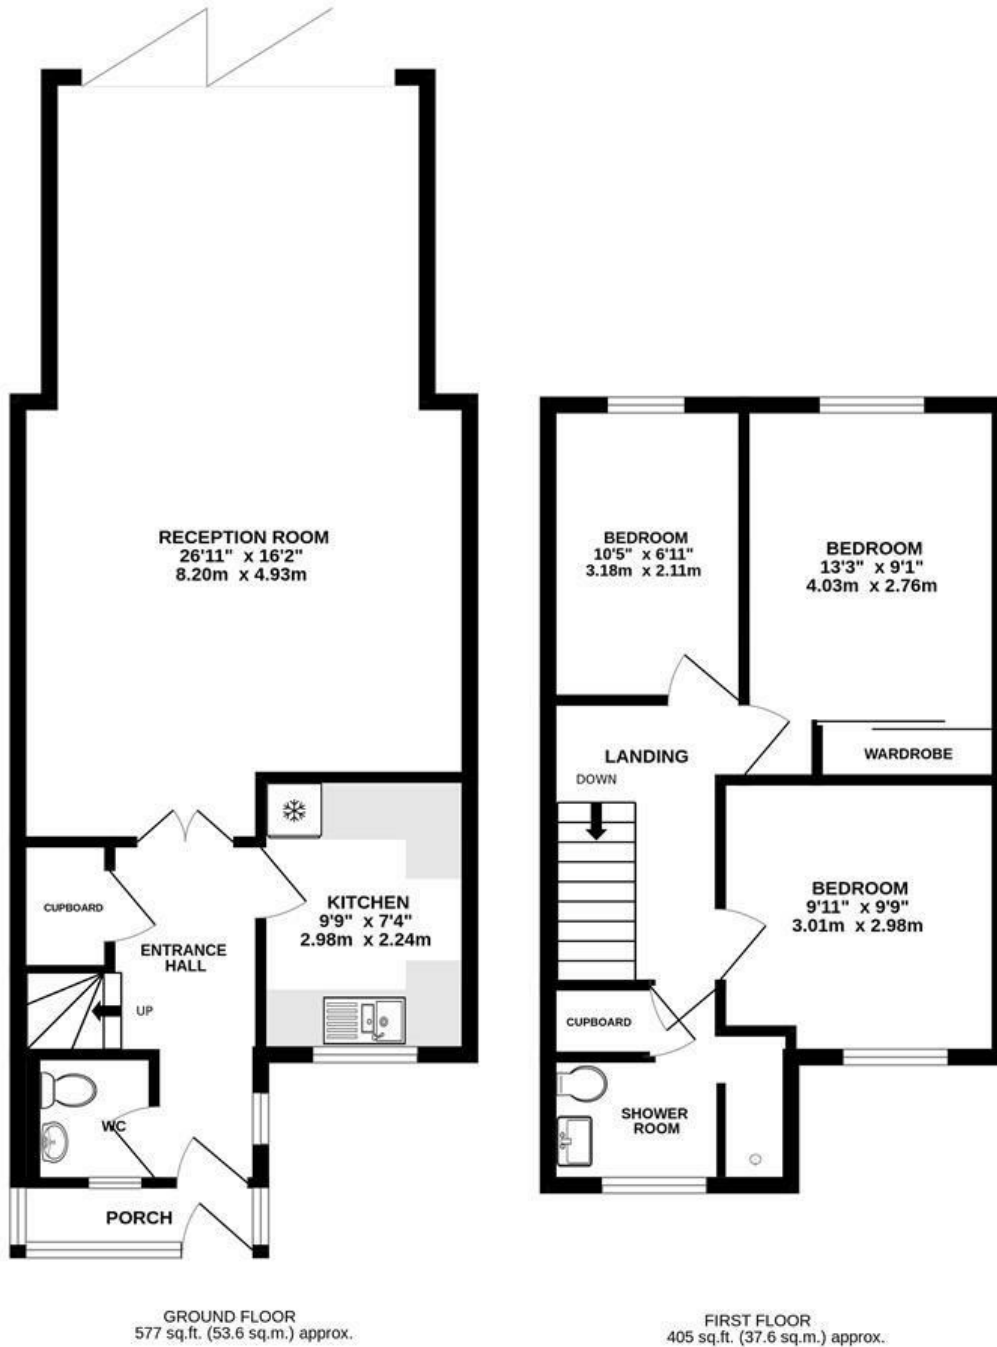 RECEPTION ROOM
26'11" x 16'2"
8.20m x 4.93m
CUPBOARD
ENTRANCE
HALL
UP
KITCHEN
9'9" x 7'4"
2.98m x 2.24m
WC
PORCH
GROUND FLOOR
577 sq.ft. (53.6 sq.m.) approx.
BEDROOM
10'5" x 6'11"
3.18m x 2.11m
BEDROOM
13'3" x 9'1"
4.03m x 2.76m
LANDING
DOWN
WARDROBE
BEDROOM
9'11" x 9'9"
3.01m x 2.98m
CUPBOARD
SHOWER
ROOM
FIRST FLOOR
405 sq.ft. (37.6 sq.m.) approx.